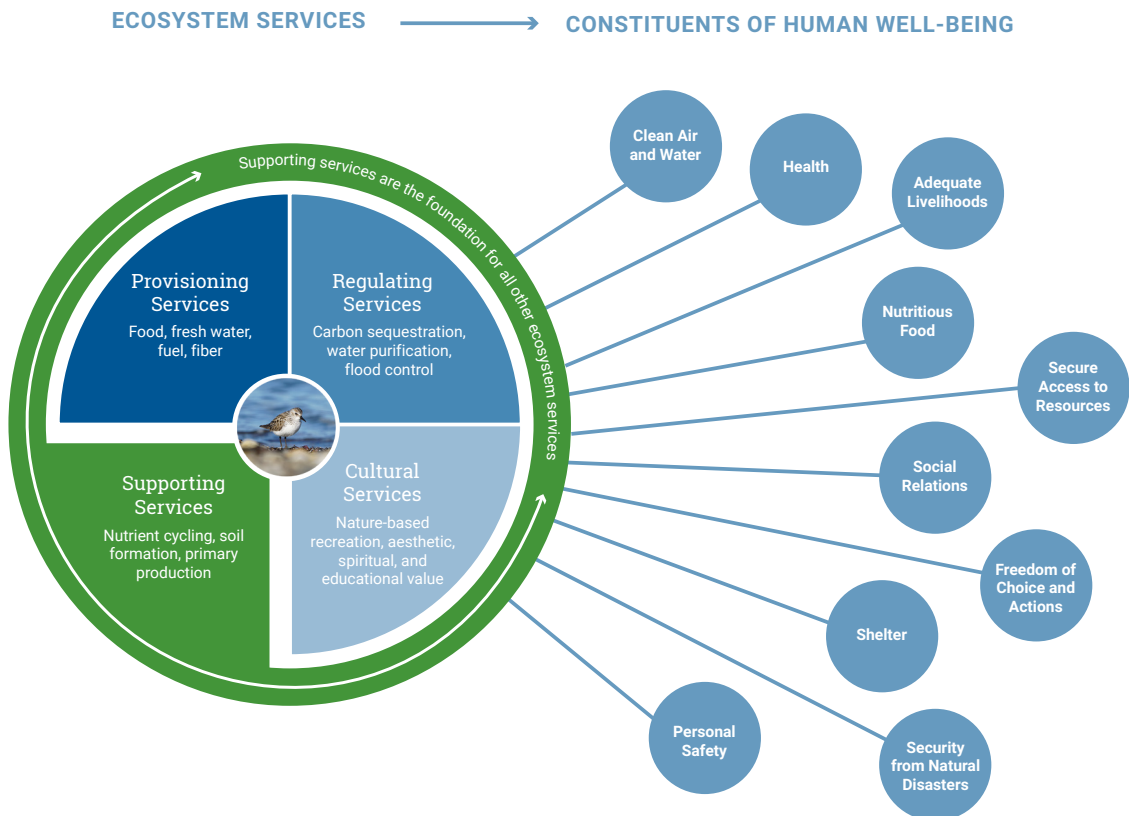 ECOSYSTEM SERVICES
CONSTITUENTS OF HUMAN WELL-BEING
Supporting services are the foundation for all other ecosystem services
Provisioning
Services
Food, fresh water,
fuel, fiber
Regulating
Services
Carbon sequestration,
water purification,
flood control
Supporting
Services
Nutrient cycling, soil
formation, primary
production
Cultural
Services
Nature-based
recreation, aesthetic,
spiritual, and
educational value
Clean Air
and Water
Health
Adequate
Livelihoods
Nutritious
Food
Secure
Access to
Resources
Social
Relations
Freedom of
Choice and
Actions
Shelter
Security
from Natural
Disasters
Personal
Safety